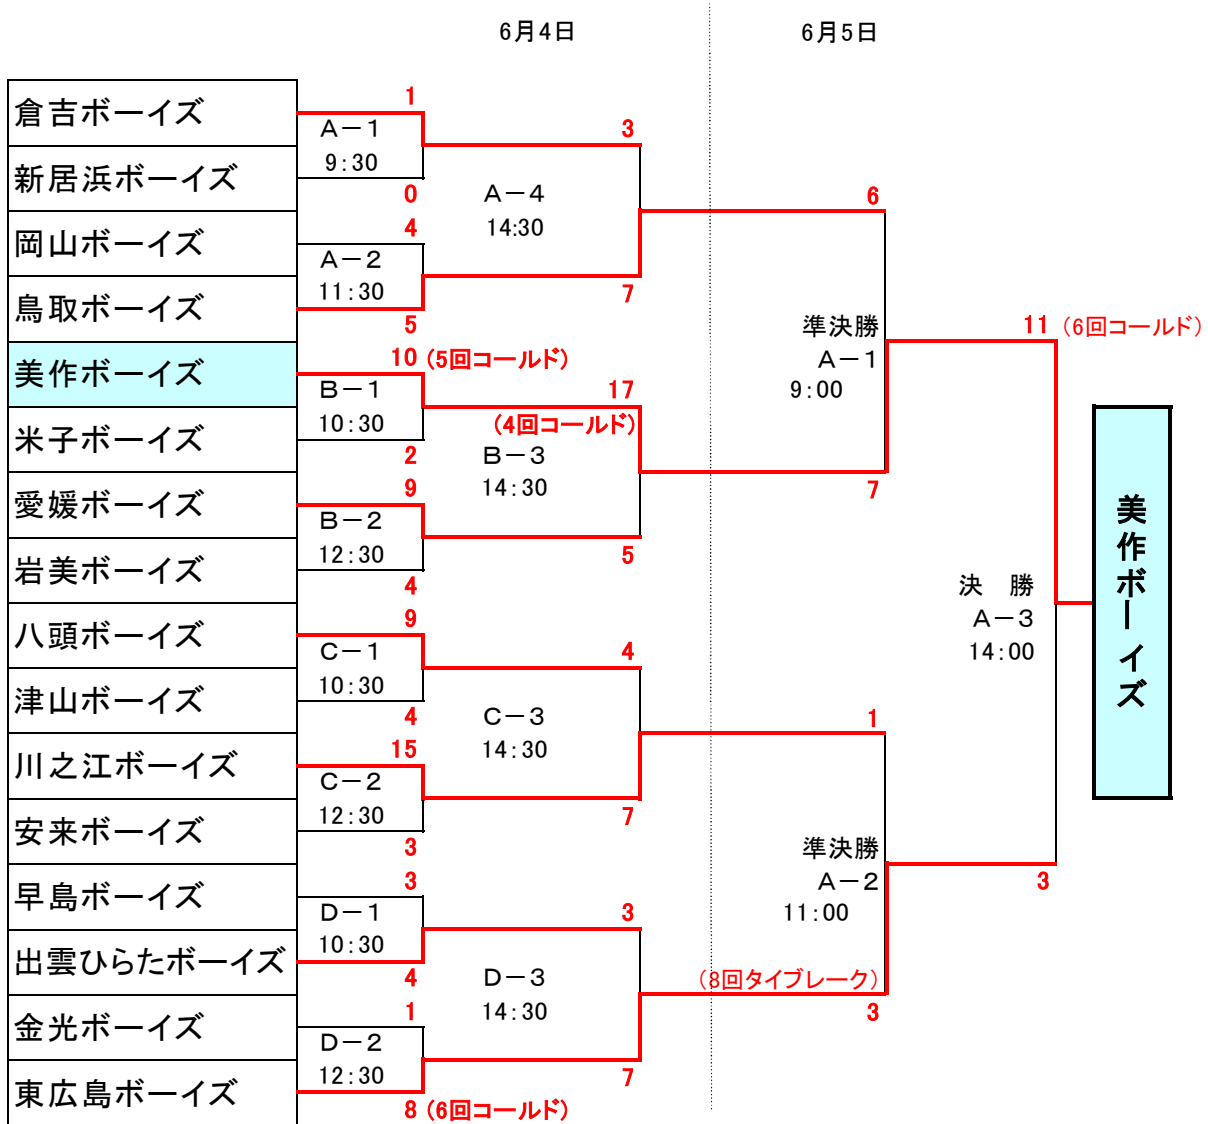 6月4日
6月5日
倉吉ボーイズ
1
A－1
9:30
3
新居浜ボーイズ
0
A－4
14:30
6
岡山ボーイズ
4
A－2
11:30
7
鳥取ボーイズ
5
準決勝
A－1
9:00
11 (6回コールド)
美作ボーイズ
10 (5回コールド)
B－1
10:30
17
(4回コールド)
米子ボーイズ
2
B－3
14:30
7
愛媛ボーイズ
9
B－2
12:30
5
岩美ボーイズ
4
美作ボーイズ
決　勝
A－3
14:00
八頭ボーイズ
9
C－1
10:30
4
津山ボーイズ
4
C－3
14:30
1
川之江ボーイズ
15
C－2
12:30
7
安来ボーイズ
3
準決勝
A－2
11:00
3
早島ボーイズ
3
D－1
10:30
3
出雲ひらたボーイズ
4
D－3
14:30
(8回タイブレーク)
3
金光ボーイズ
1
D－2
12:30
7
東広島ボーイズ
8 (6回コールド)